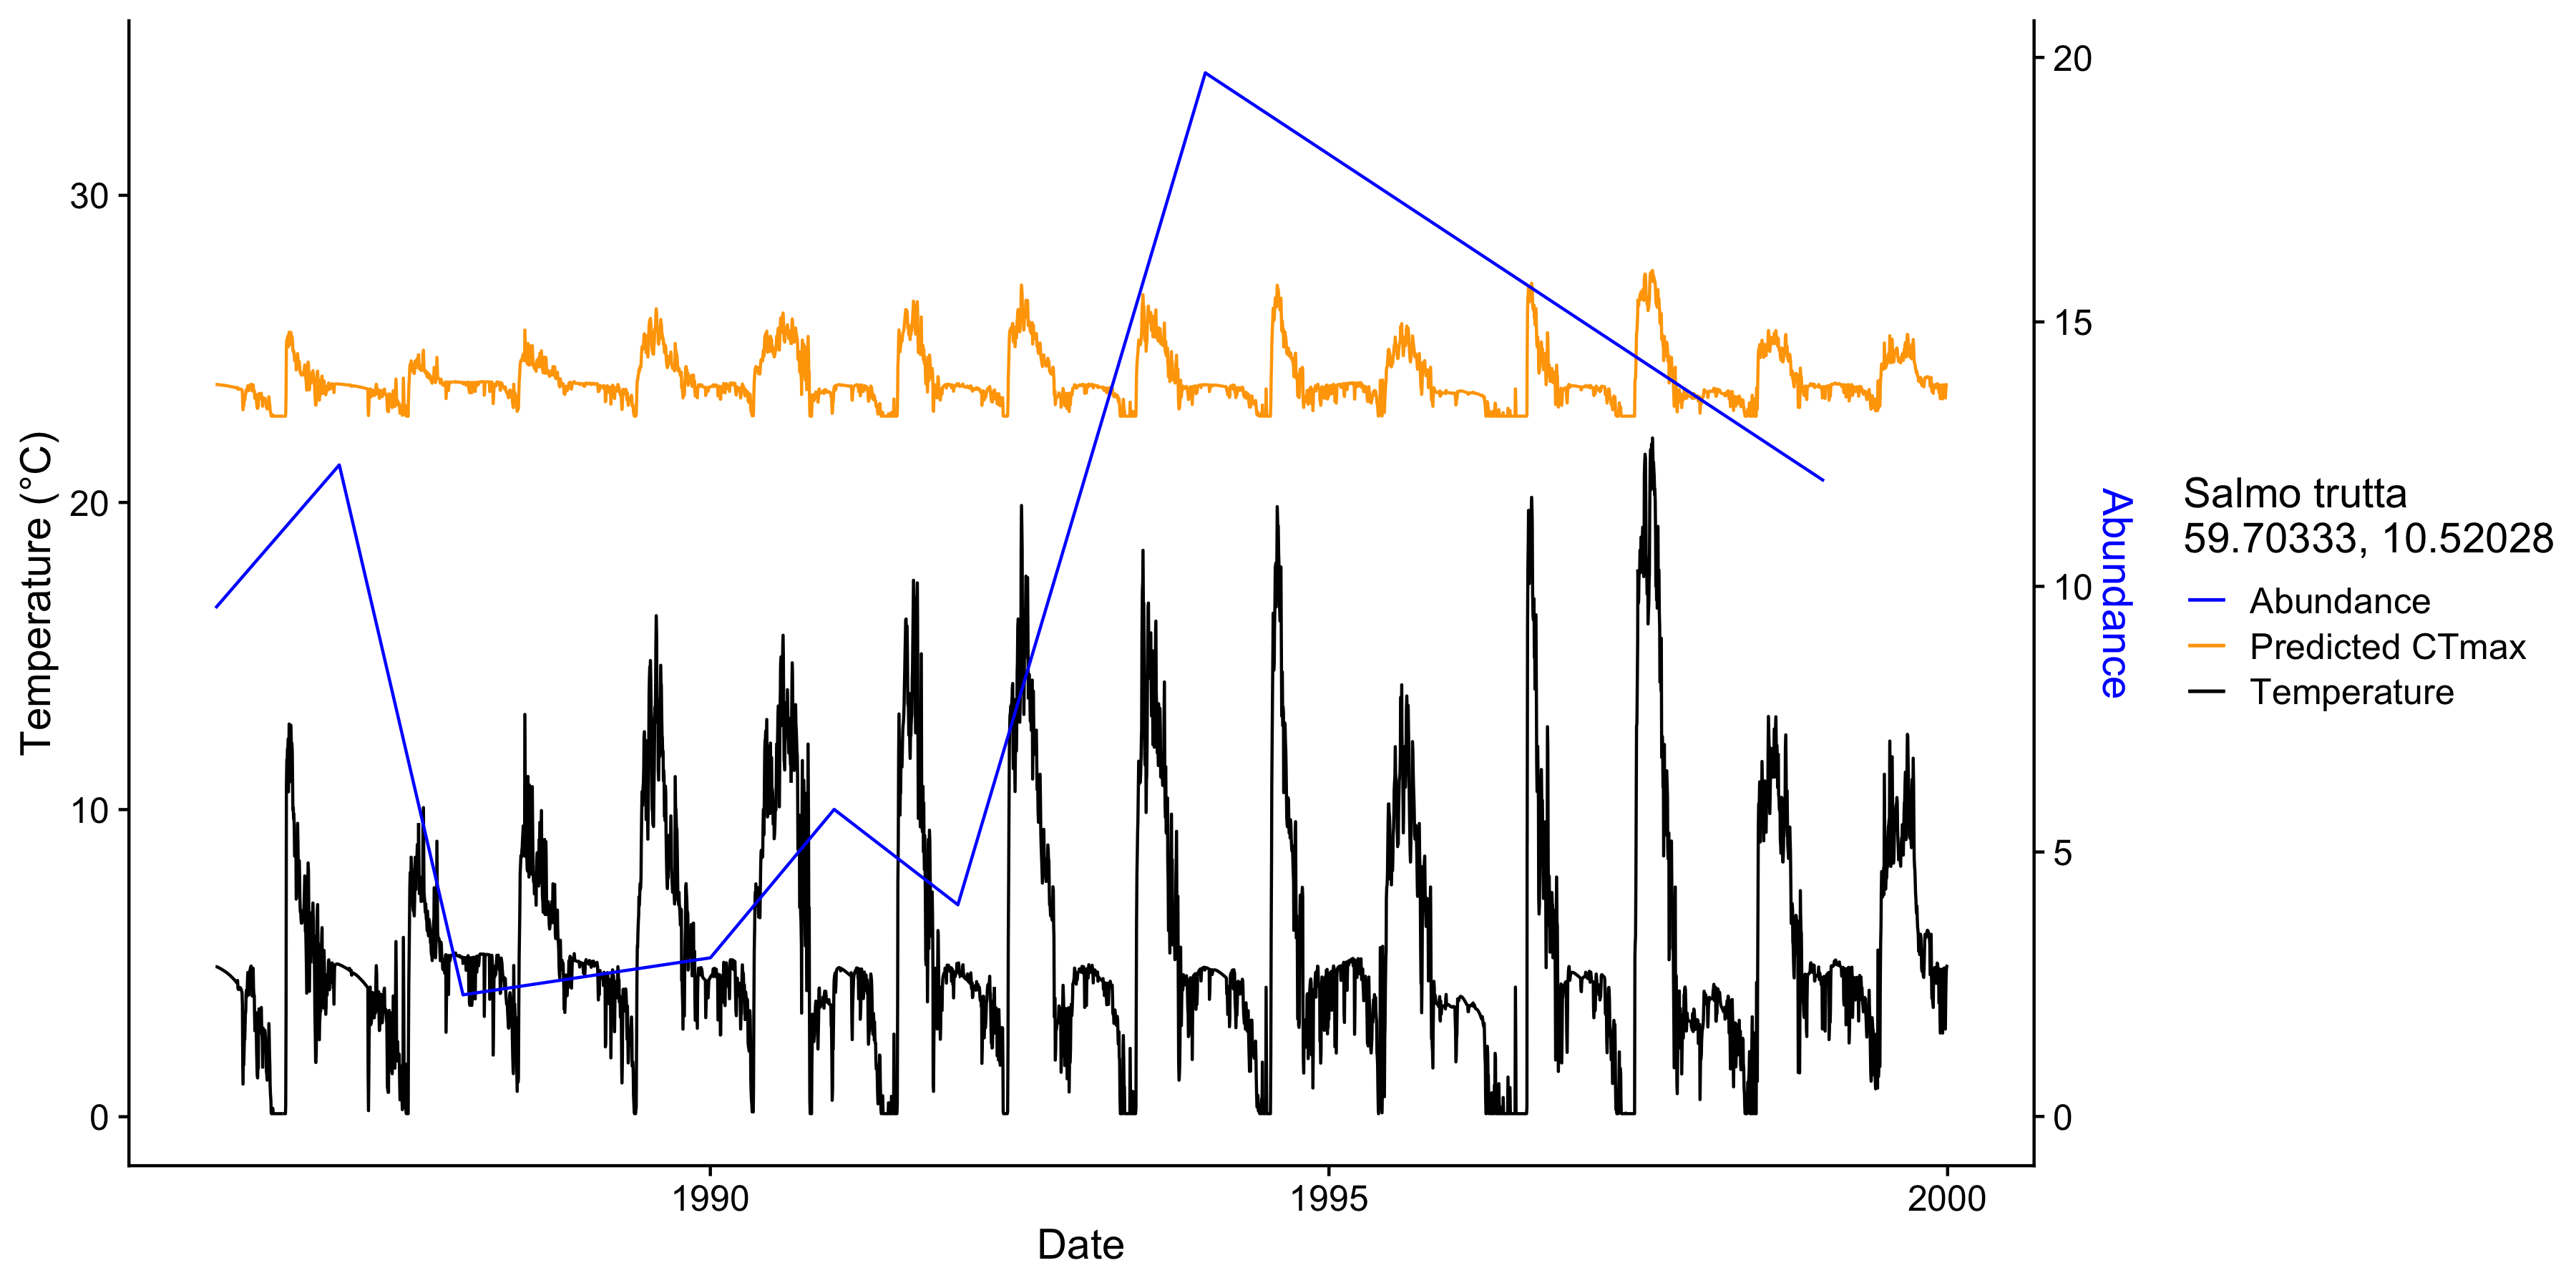 30
20
10
0
Temperature (°C)
1990
1995
2000
Date
20
15
10
5
0
Abundance
Salmo trutta
59.70333, 10.52028
Abundance
Predicted CTmax
Temperature